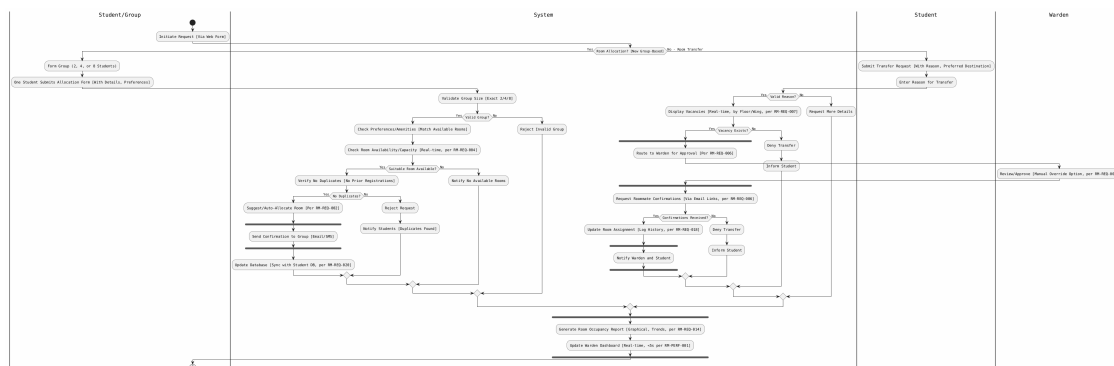 Student/Group
System
Student
Warden
Initiate Request [Via Web Form]
Yes
Room Allocation? [New Group-Based]
No - Room Transfer
Form Group (2, 4, or 8 Students)
Submit Transfer Request [With Reason, Preferred Destination]
One Student Submits Allocation Form [With Details, Preferences]
Enter Reason for Transfer
Validate Group Size [Exact 2/4/8]
Yes
Valid Reason?
No
Yes
Valid Group?
No
Display Vacancies [Real-time, by Floor/Wing, per RM-REQ-007]
Request More Details
Check Preferences/Amenities [Match Available Rooms]
Reject Invalid Group
Yes
Vacancy Exists?
No
Check Room Availability/Capacity [Real-time, per RM-REQ-004]
Route to Warden for Approval [Per RM-REQ-006]
Deny Transfer
Yes
Suitable Room Available?
No
Inform Student
Verify No Duplicates [No Prior Registrations]
Notify No Available Rooms
Review/Approve [Manual Override Option, per RM-REQ-00
Yes
No Duplicates?
No
Request Roommate Confirmations [Via Email Links, per RM-REQ-008]
Suggest/Auto-Allocate Room [Per RM-REQ-002]
Reject Request
Yes
Confirmations Received?
No
Send Confirmation to Group [Email/SMS]
Notify Students [Duplicates Found]
Update Room Assignment [Log History, per RM-REQ-010]
Deny Transfer
Inform Student
Update Database [Sync with Student DB, per RM-REQ-020]
Notify Warden and Student
Generate Room Occupancy Report [Graphical, Trends, per RM-REQ-014]
Update Warden Dashboard [Real-time, <3s per RM-PERF-003]